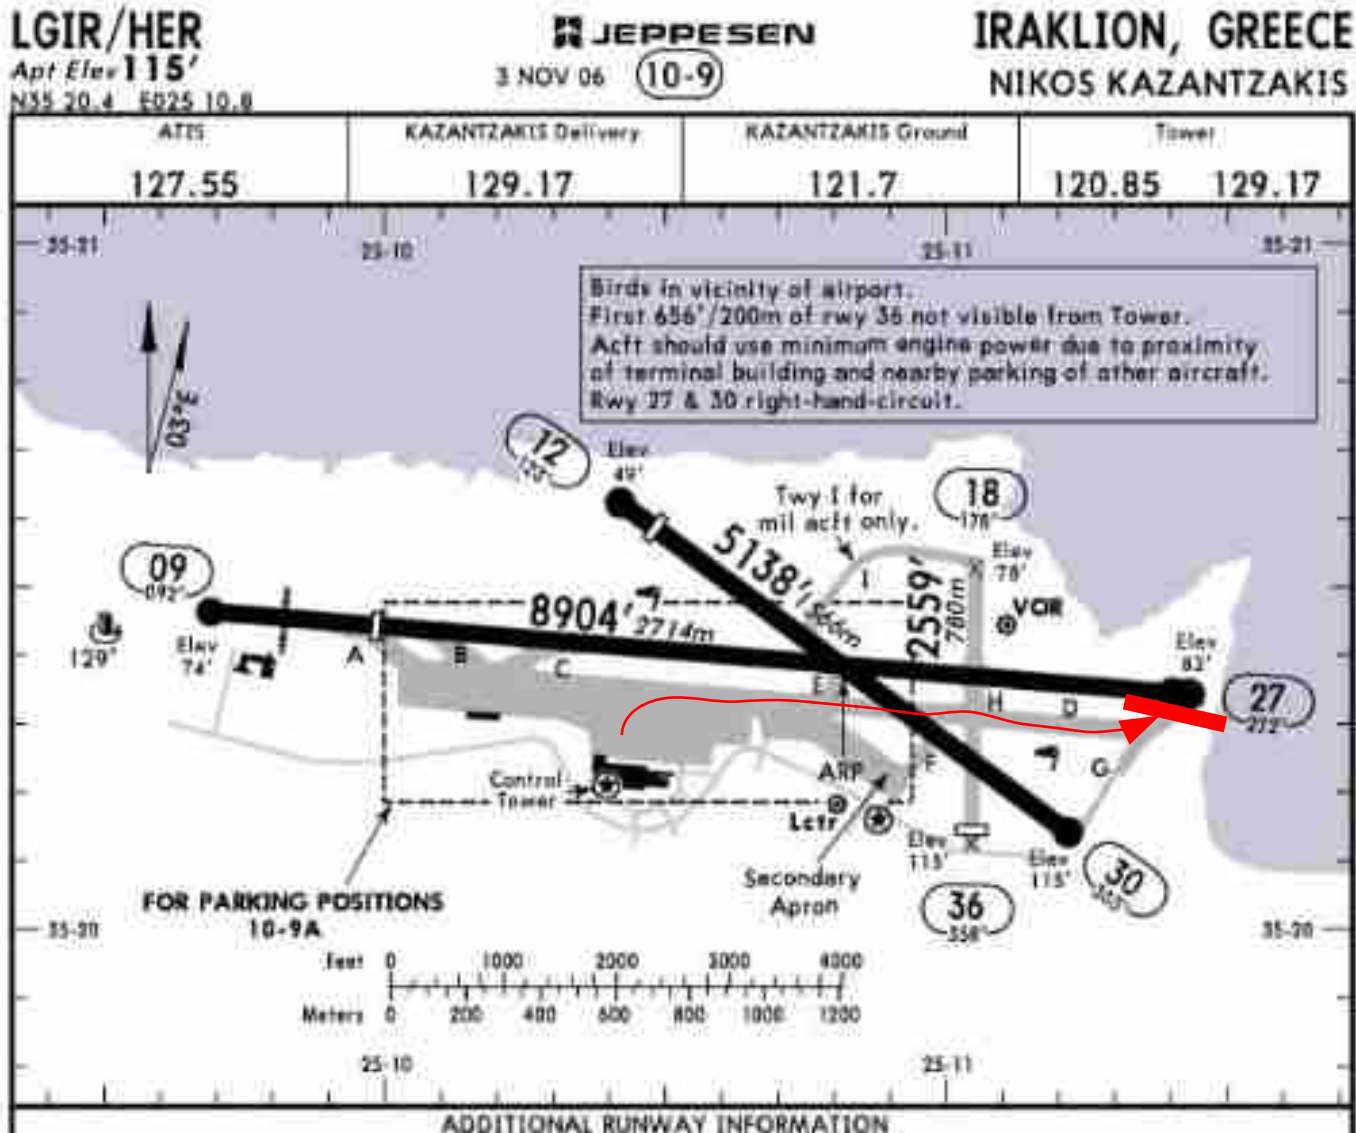 LGIR/HER
JEPPESEN
IRAKLION, GREECE
Apt Elev 115'
3 NOV 06
10-9
NIKOS KAZANTZAKIS
N35 20.4 E025 10.8
ATIS
KAZANTZAKIS Delivery
KAZANTZAKIS Ground
Tower
127.55
129.17
121.7
120.85 129.17
35-21
25-10
25-11
35-21
Birds in vicinity of airport.
First 656'/200m of rwy 36 not visible from Tower.
Acft should use minimum engine power due to proximity
of terminal building and nearby parking of other aircraft.
Rwy 27 & 30 right-hand-circuit.
03°E
12
Elev
49'
18
178°
Twy I for
mil acft only.
Elev
78'
09
092°
5138'
1566m
I
2559'
780m
VOR
8904'
2714m
129°
Elev
74'
A
B
C
E
H
D
Elev
82'
27
272°
F
G
Control
Tower
ARP
Lctr
Elev
115'
Elev
115'
30
Secondary
Apron
36
358°
FOR PARKING POSITIONS
10-9A
35-20
35-20
Feet 0 1000 2000 3000 4000
Meters 0 200 400 600 800 1000 1200
25-10
25-11
ADDITIONAL RUNWAY INFORMATION